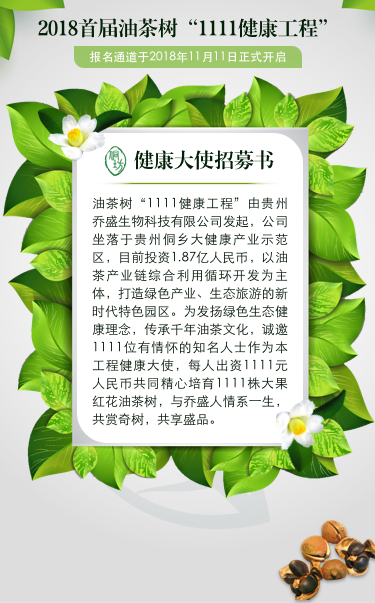 2018首届油茶树“1111健康工程”
报名通道于2018年11月11日正式开启
健康大使招募书
油茶树“1111健康工程”由贵州
乔盛生物科技有限公司发起，公司
坐落于贵州侗乡大健康产业示范
区，目前投资1.87亿人民币，以油
茶产业链综合利用循环开发为主
体，打造绿色产业、生态旅游的新
时代特色园区。为发扬绿色生态健
康理念，传承千年油茶文化，诚邀
1111位有情怀的知名人士作为本
工程健康大使，每人出资1111元
人民币共同精心培育1111株大果
红花油茶树，与乔盛人情系一生，
共赏奇树，共享盛品。